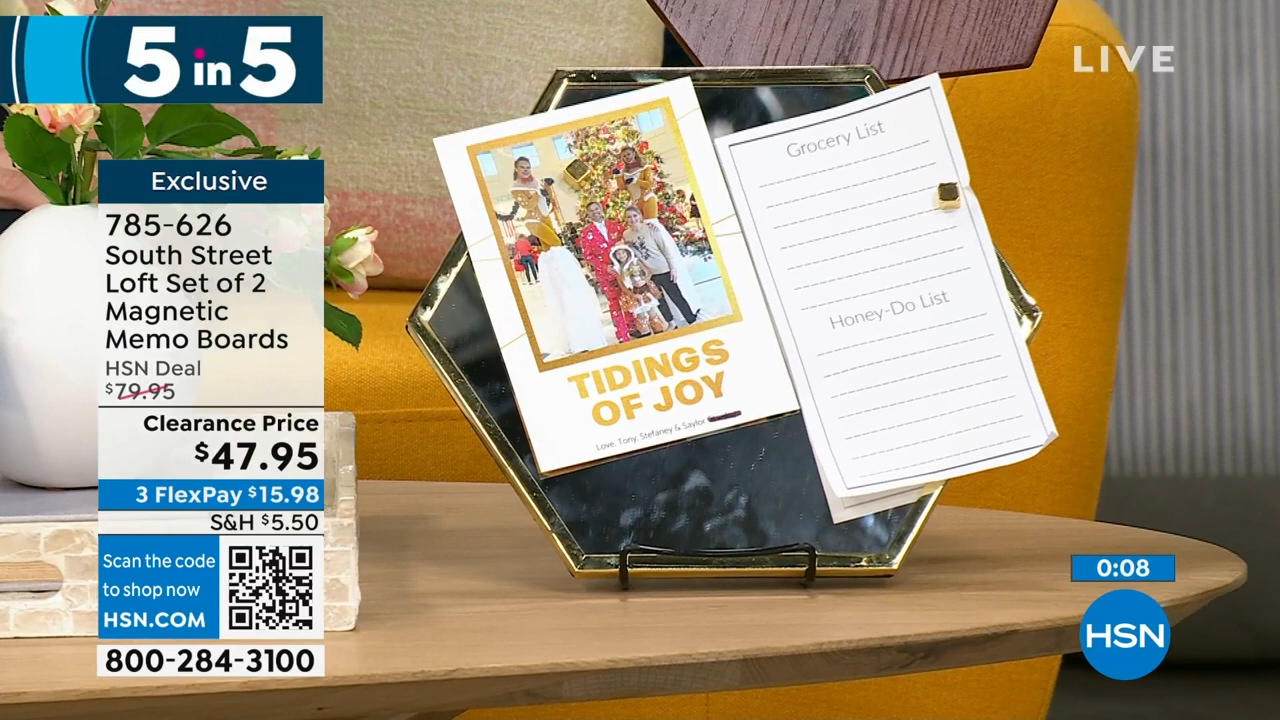 5 in 5
LIVE
Exclusive
785-626
South Street
Loft Set of 2
Magnetic
Memo Boards
HSN Deal
$79.95
Clearance Price
$47.95
3 FlexPay $15.98
S&H $5.50
Scan the code
to shop now
HSN.COM
800-284-3100
TIDINGS
OF JOY
Love, Tony, Stefaney & Saylor
Grocery List
Honey-Do List
0:08
HSN